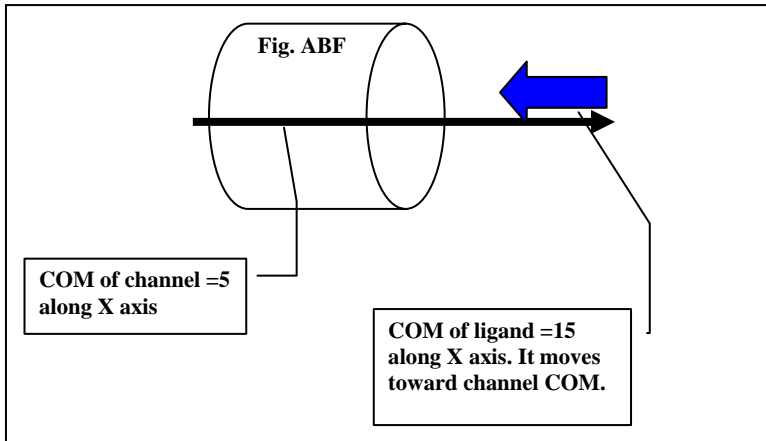 Fig. ABF
COM of channel =5
along X axis
COM of ligand =15
along X axis. It moves
toward channel COM.